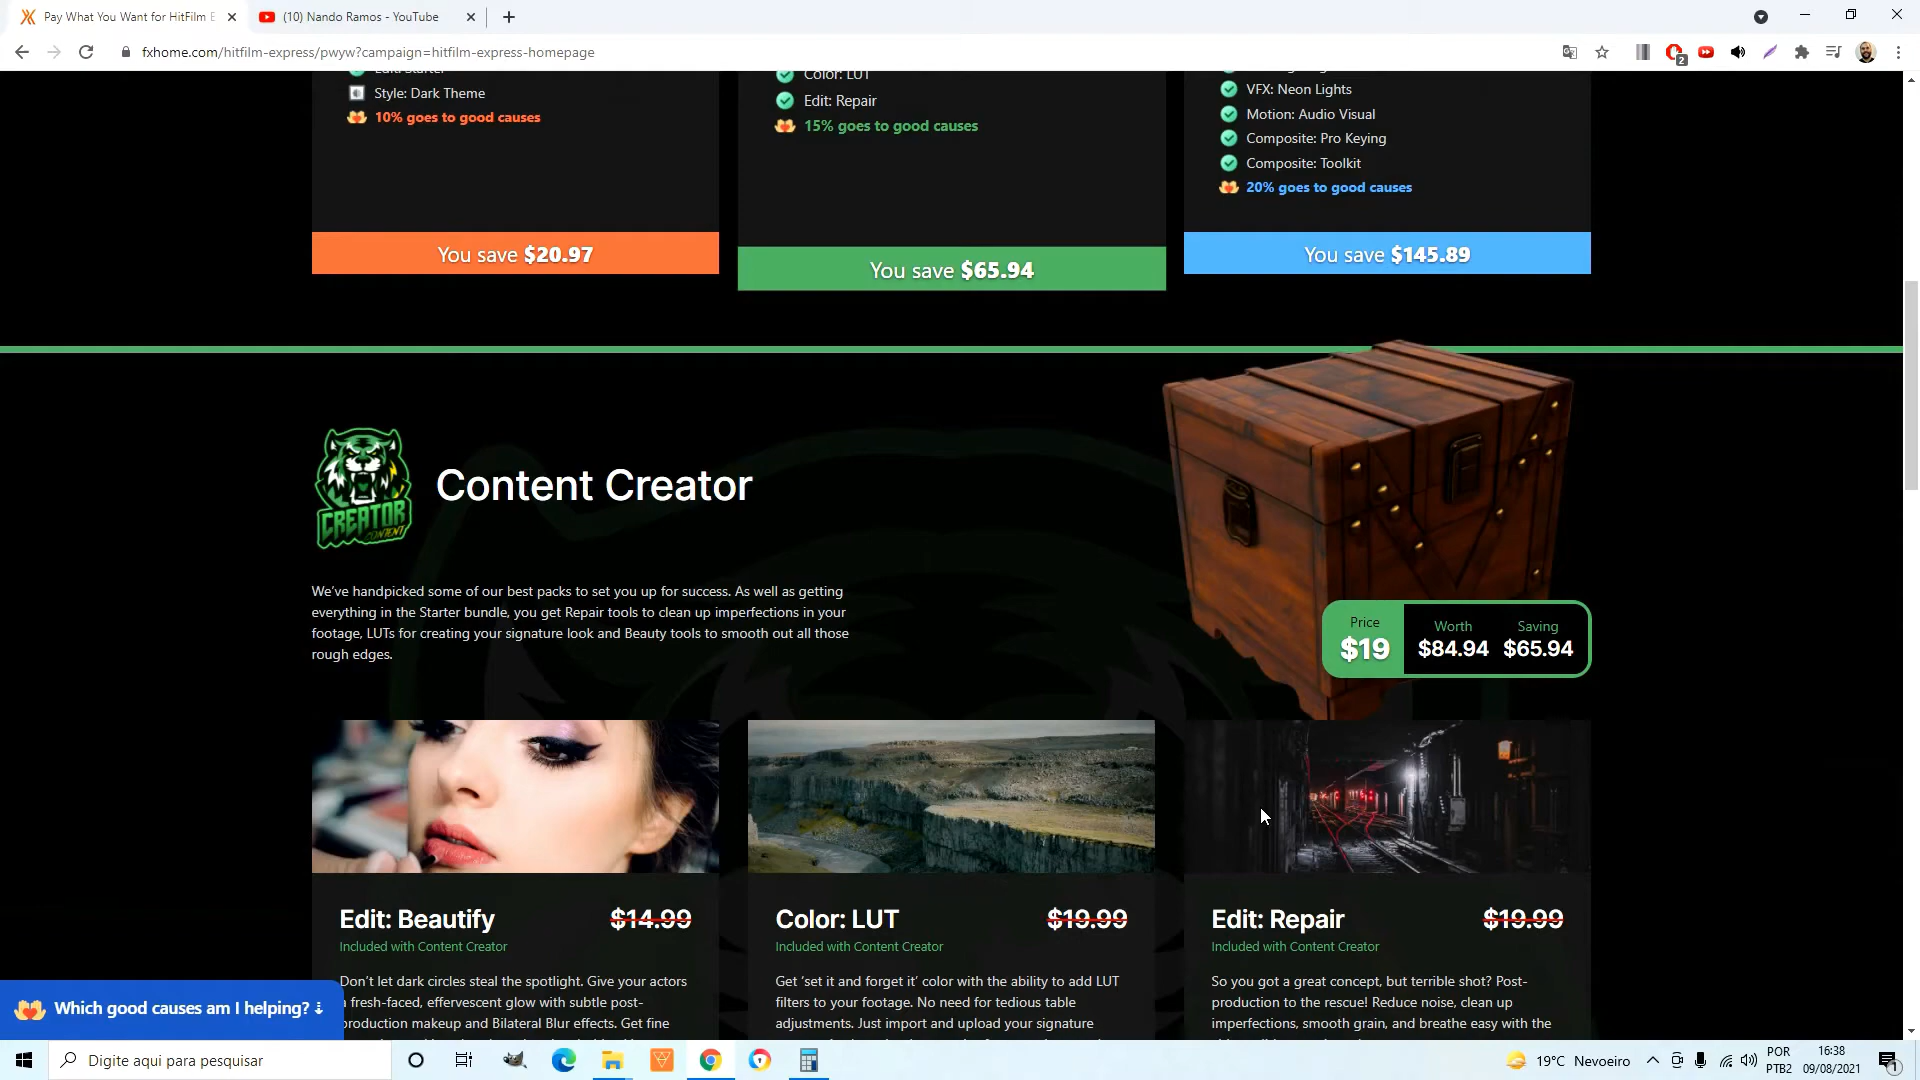 Pay What You Want for HitFilm E
(10) Nando Ramos - YouTube
fxhome.com/hitfilm-express/pwyw?campaign=hitfilm-express-homepage
2
Style: Dark Theme
10% goes to good causes
You save $20.97
Color: LUT
Edit: Repair
15% goes to good causes
You save $65.94
VFX: Neon Lights
Motion: Audio Visual
Composite: Pro Keying
Composite: Toolkit
20% goes to good causes
You save $145.89
CREATOR
CONTENT
Content Creator
We've handpicked some of our best packs to set you up for success. As well as getting
everything in the Starter bundle, you get Repair tools to clean up imperfections in your
footage, LUTs for creating your signature look and Beauty tools to smooth out all those
rough edges.
Price
$19
Worth
$84.94
Saving
$65.94
Edit: Beautify
$14.99
Included with Content Creator
Don't let dark circles steal the spotlight. Give your actors
a fresh-faced, effervescent glow with subtle post-
production makeup and Bilateral Blur effects. Get fine
Color: LUT
$19.99
Included with Content Creator
Get 'set it and forget it' color with the ability to add LUT
filters to your footage. No need for tedious table
adjustments. Just import and upload your signature
Edit: Repair
$19.99
Included with Content Creator
So you got a great concept, but terrible shot? Post-
production to the rescue! Reduce noise, clean up
imperfections, smooth grain, and breathe easy with the
Which good causes am I helping?
Digite aqui para pesquisar
19°C Nevoeiro
POR
PTB2
16:38
09/08/2021
1